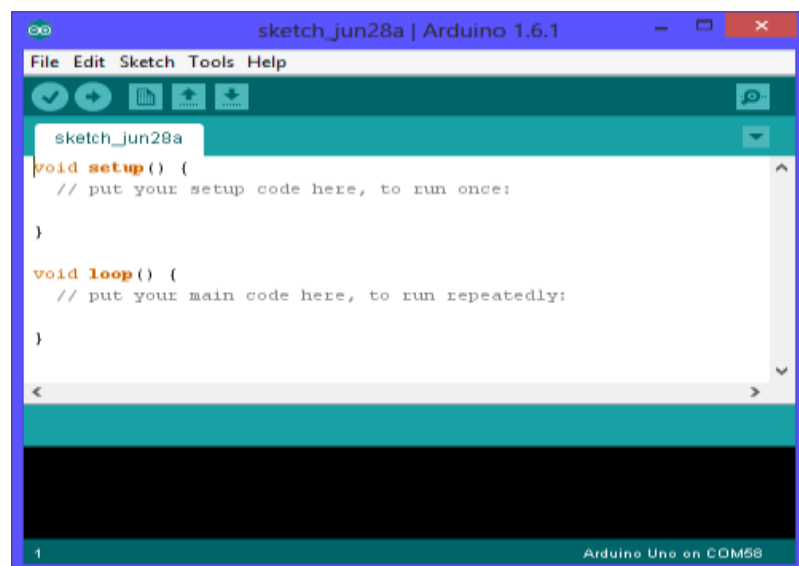 sketch_jun28a | Arduino 1.6.1
File Edit Sketch Tools Help
sketch_jun28a
void setup() {
// put your setup code here, to run once:
}
void loop() {
// put your main code here, to run repeatedly:
}
1 Arduino Uno on COM58